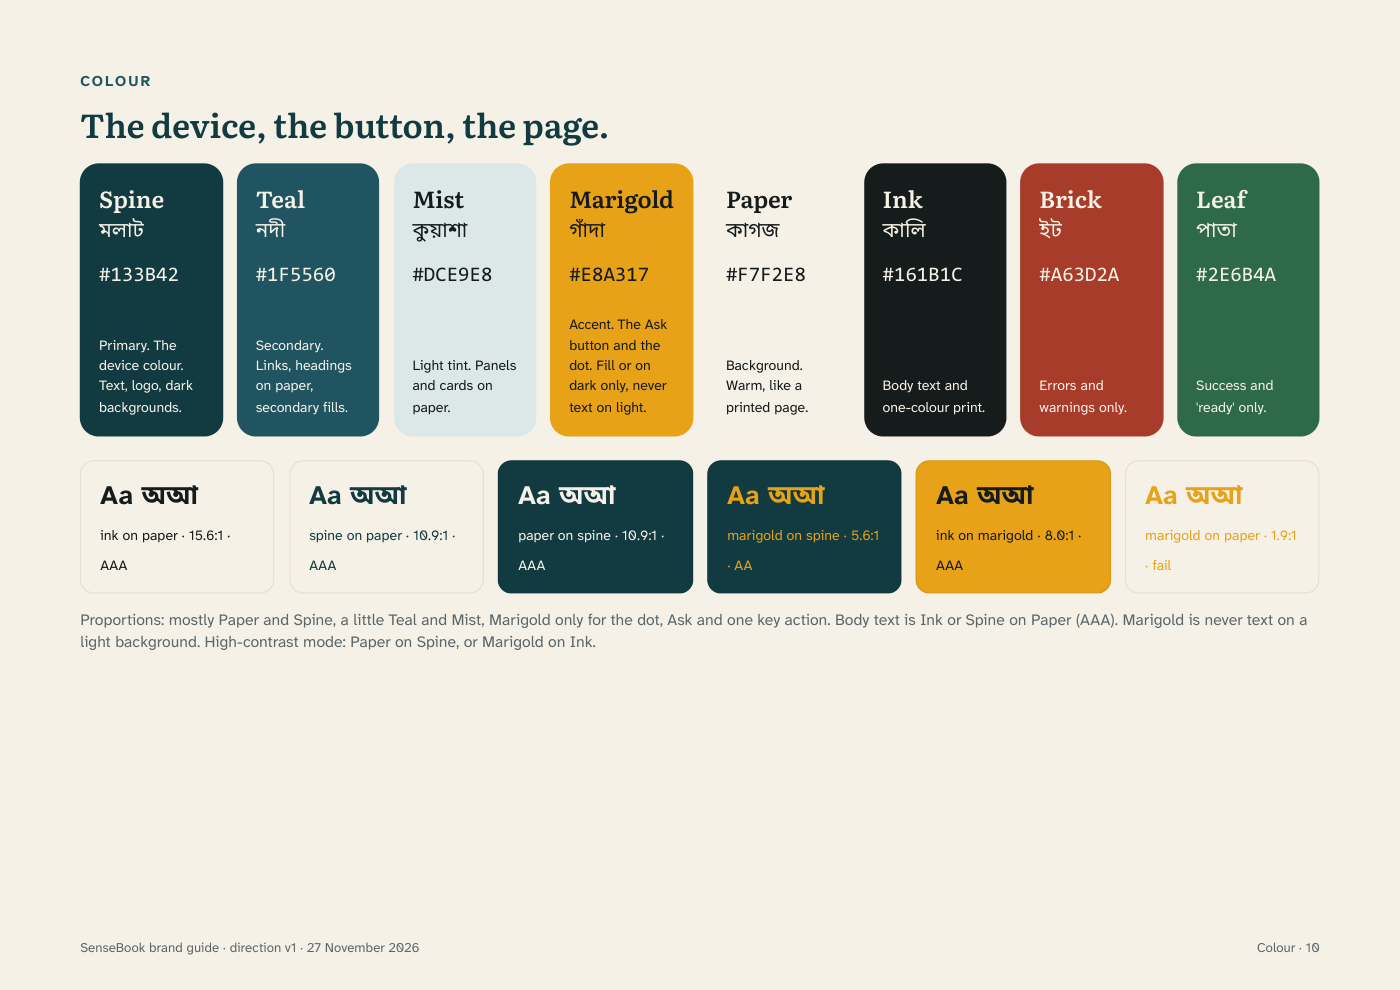 COLOUR
The device, the button, the page.
Spine
মলাট
#133B42
Primary. The
device colour.
Text, logo, dark
backgrounds.
Teal
নদী
#1F5560
Secondary.
Links, headings
on paper,
secondary fills.
Mist
কুয়াশা
#DCE9E8
Light tint. Panels
and cards on
paper.
Marigold
গাঁদা
#E8A317
Accent. The Ask
button and the
dot. Fill or on
dark only, never
text on light.
Paper
কাগজ
#F7F2E8
Background.
Warm, like a
printed page.
Ink
কালি
#161B1C
Body text and
one-colour print.
Brick
ইট
#A63D2A
Errors and
warnings only.
Leaf
পাতা
#2E6B4A
Success and
'ready' only.
Aa অআ
ink on paper · 15.6:1 ·
AAA
Aa অআ
spine on paper · 10.9:1 ·
AAA
Aa অআ
paper on spine · 10.9:1 ·
AAA
Aa অআ
marigold on spine · 5.6:1
· AA
Aa অআ
ink on marigold · 8.0:1 ·
AAA
Aa অআ
marigold on paper · 1.9:1
· fail
Proportions: mostly Paper and Spine, a little Teal and Mist, Marigold only for the dot, Ask and one key action. Body text is Ink or Spine on Paper (AAA). Marigold is never text on a
light background. High-contrast mode: Paper on Spine, or Marigold on Ink.
SenseBook brand guide · direction v1 · 27 November 2026
Colour · 10